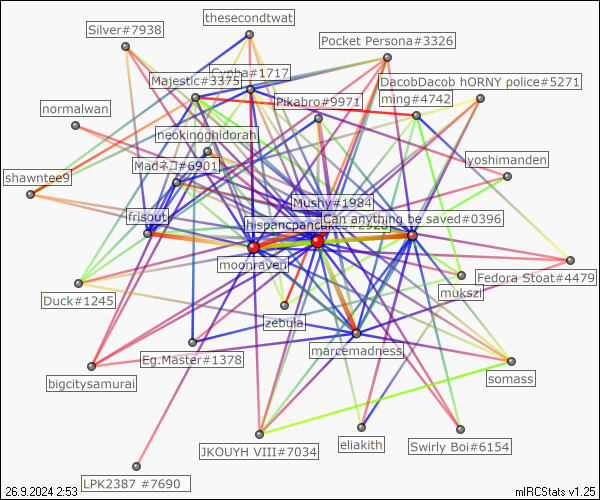 thesecondtwat
Silver#7938
Pocket Persona#3326
Majestic#3375
#1717
DacobDacob hORNY police#5271
Pikabro#9971
ming#4742
normalwan
neokingghidorah
yoshimanden
Madネコ#6901
shawntee9
Mushy#1984
frisout
Can anything be saved#0396
hispancpancakes#2928
moonraven
Fedora Stoat#4479
mukszi
Duck#1245
zebula
marcemadness
Eg.Master#1378
bigcitysamurai
somass
eliakith
Swirly Boi#6154
JKOUYH VIII#7034
LPK2387 #7690
26.9.2024 2:53
mIRCStats v1.25